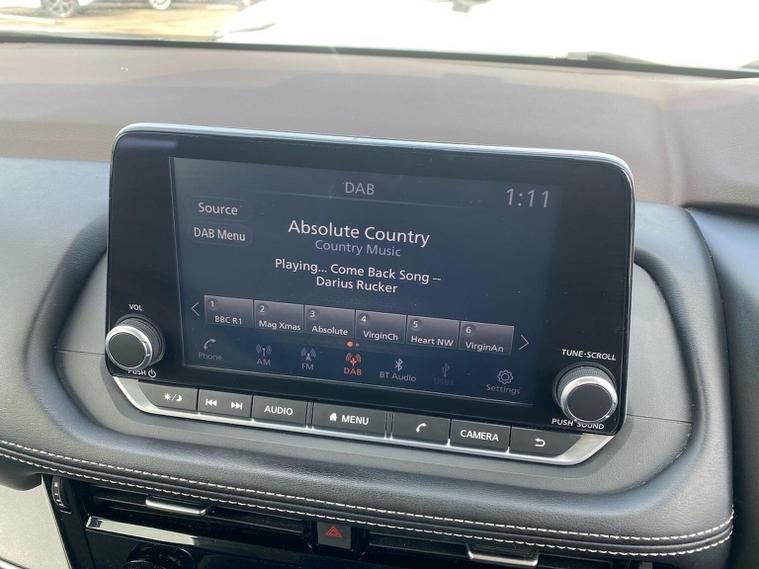 DAB
1:11
Source
DAB Menu
Absolute Country
Country Music
Playing... Come Back Song --
Darius Rucker
1 BBC R1
2 Mag Xmas
3 Absolute
4 VirginCh
5 Heart NW
6 VirginAn
Phone
AM
FM
DAB
BT Audio
USB1
Settings
VOL
PUSH
TUNE·SCROLL
PUSH SOUND
AUDIO
MENU
CAMERA